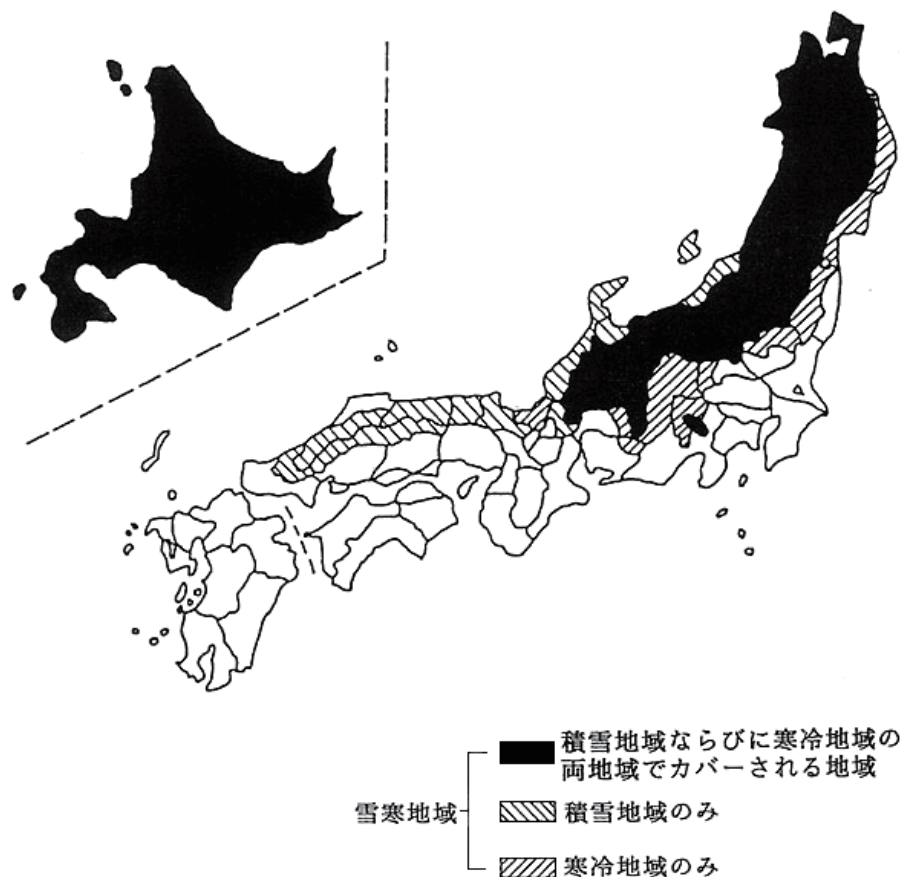 積雪地域ならびに寒冷地域の
両地域でカバーされる地域
雪寒地域
積雪地域のみ
寒冷地域のみ